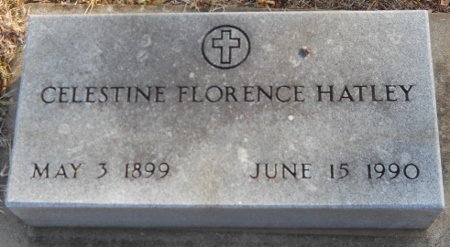 CELESTINE FLORENCE HATLEY
MAY 3 1899 JUNE 15 1990